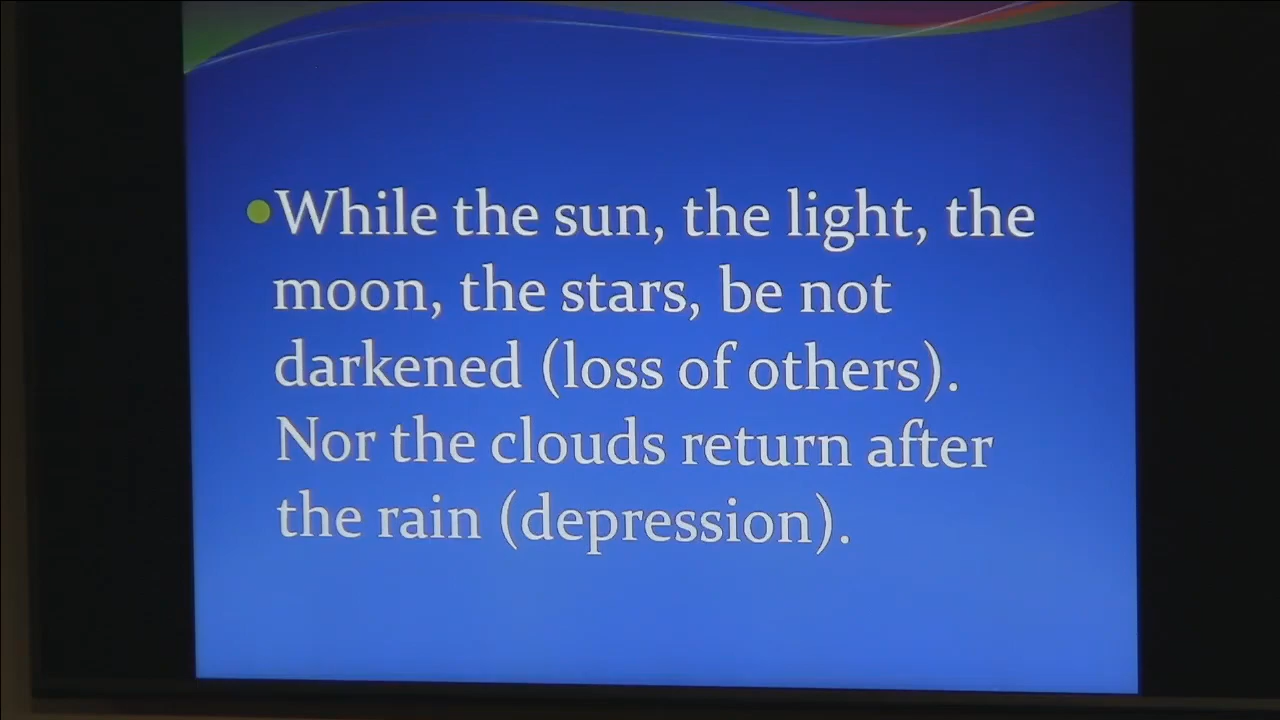 While the sun, the light, the
moon, the stars, be not
darkened (loss of others).
Nor the clouds return after
the rain (depression).